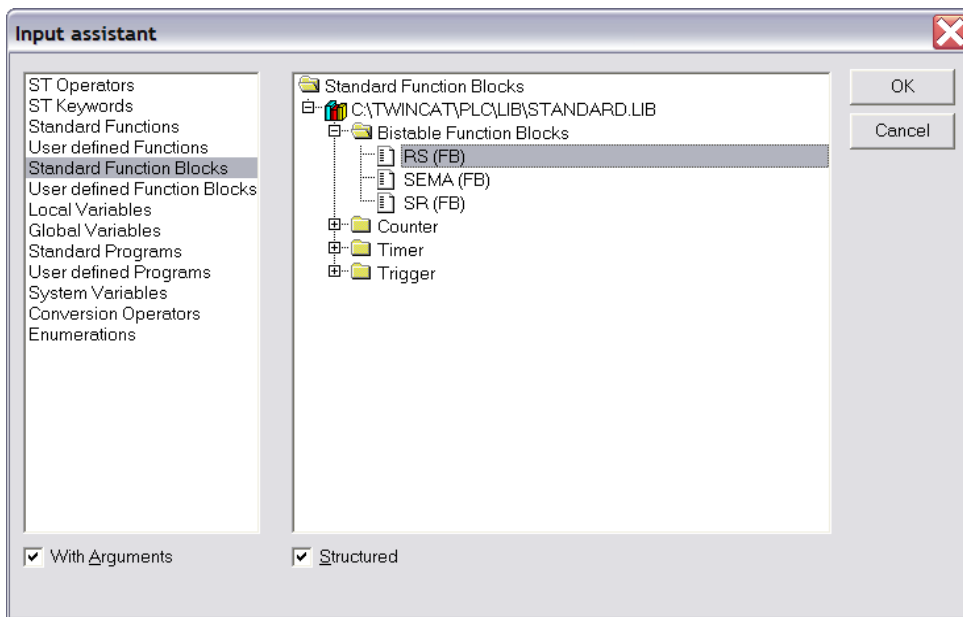 Input assistant
ST Operators
ST Keywords
Standard Functions
User defined Functions
Standard Function Blocks
User defined Function Blocks
Local Variables
Global Variables
Standard Programs
User defined Programs
System Variables
Conversion Operators
Enumerations
With Arguments
Standard Function Blocks
C:\TWINCAT\PLC\LIB\STANDARD.LIB
Bistable Function Blocks
RS (FB)
SEMA (FB)
SR (FB)
Counter
Timer
Trigger
Structured
OK
Cancel